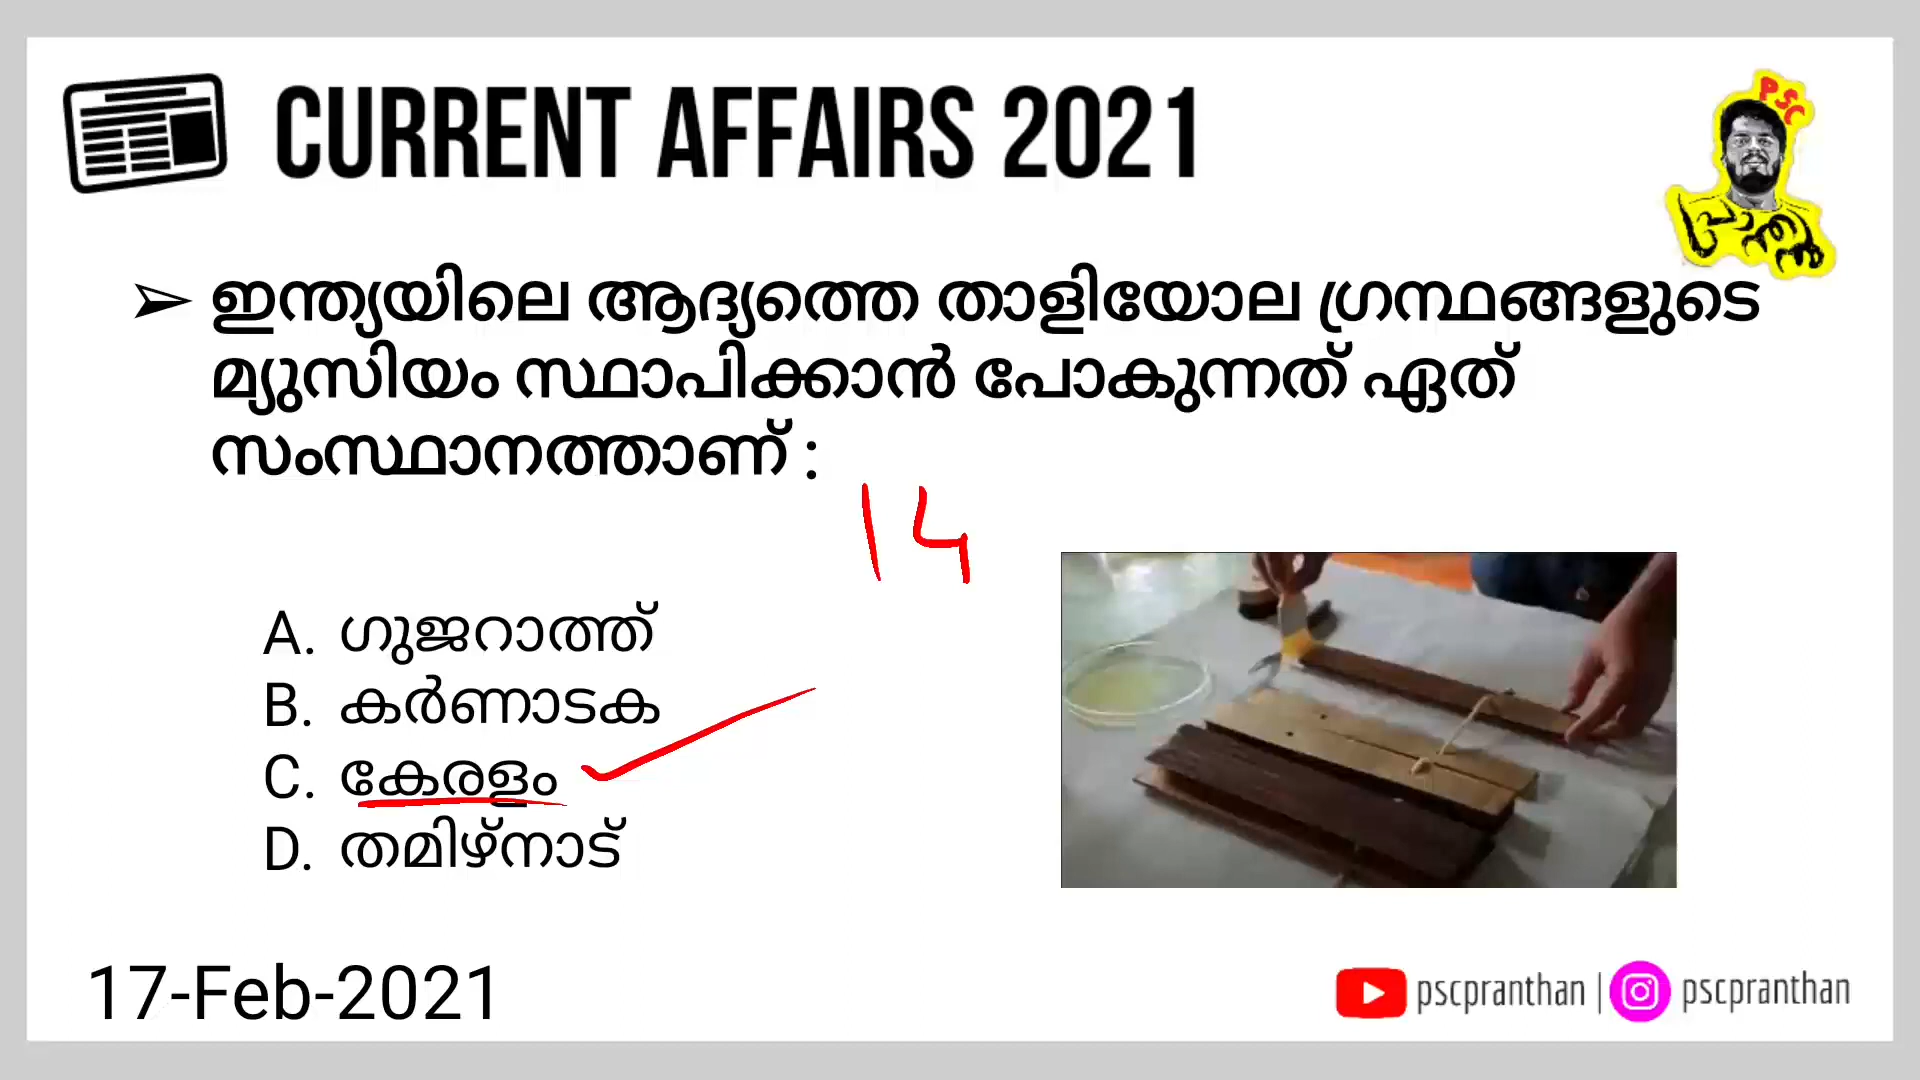 CURRENT AFFAIRS 2021
PSC
പ്രാന്തൻ
➢ ഇന്ത്യയിലെ ആദ്യത്തെ താളിയോല ഗ്രന്ഥങ്ങളുടെ
മ്യുസിയം സ്ഥാപിക്കാൻ പോകുന്നത് ഏത്
സംസ്ഥാനത്താണ് :
14
A. ഗുജറാത്ത്
B. കർണാടക
C. കേരളം
D. തമിഴ്നാട്
17-Feb-2021
pscpranthan | pscpranthan